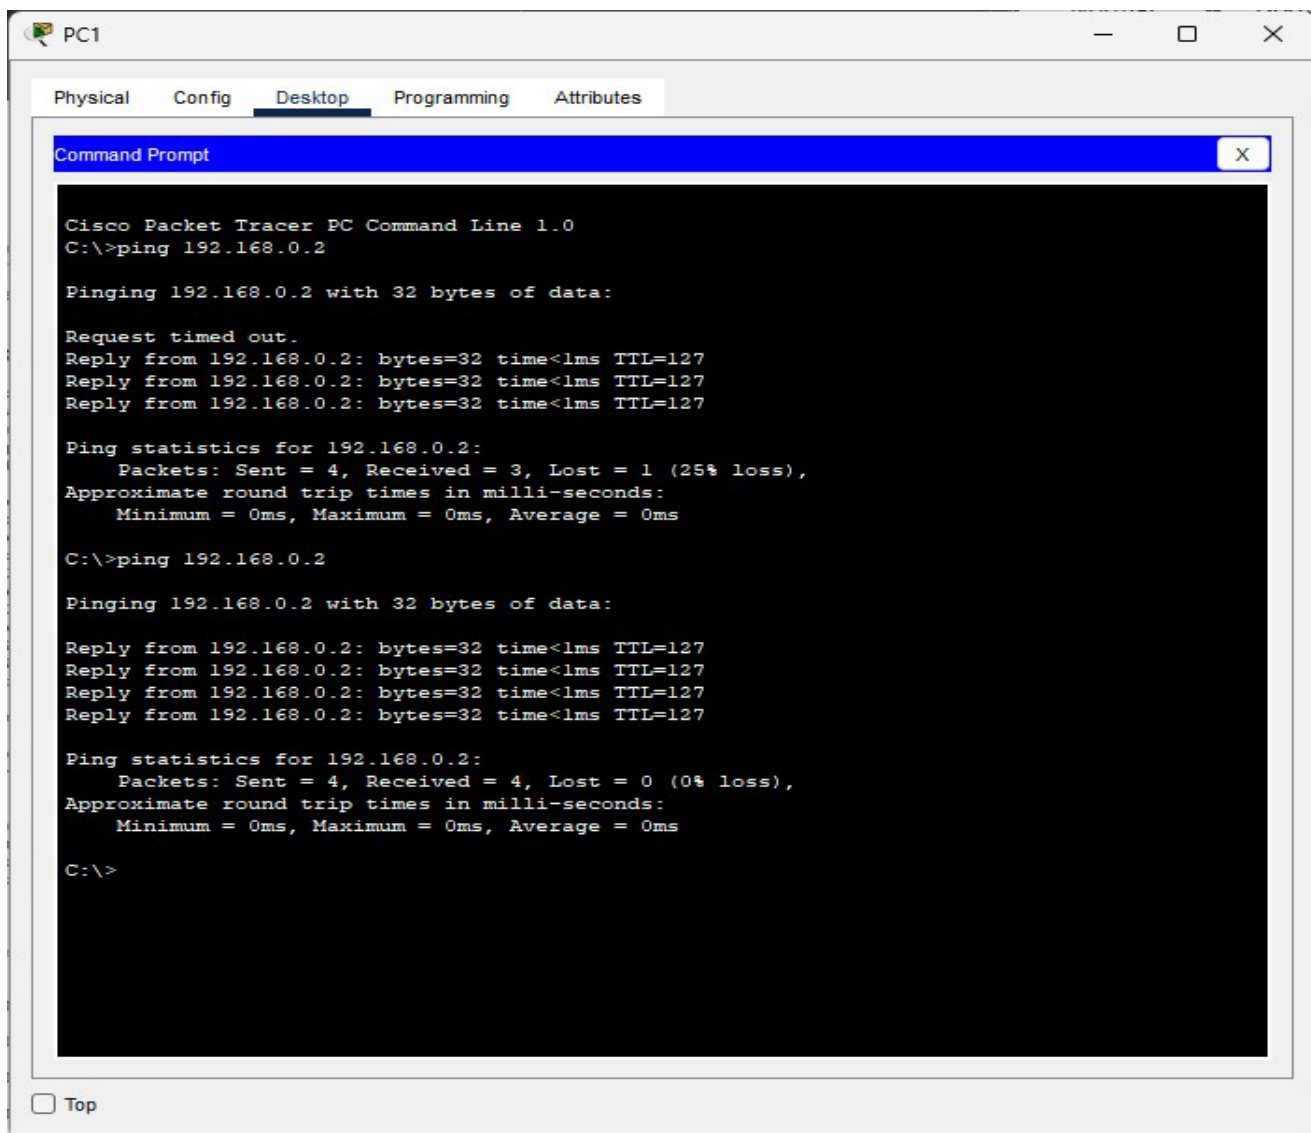 PC1
Physical Config Desktop Programming Attributes
Command Prompt X
Cisco Packet Tracer PC Command Line 1.0
C:\>ping 192.168.0.2
Pinging 192.168.0.2 with 32 bytes of data:
Request timed out.
Reply from 192.168.0.2: bytes=32 time<1ms TTL=127
Reply from 192.168.0.2: bytes=32 time<1ms TTL=127
Reply from 192.168.0.2: bytes=32 time<1ms TTL=127
Ping statistics for 192.168.0.2:
Packets: Sent = 4, Received = 3, Lost = 1 (25% loss),
Approximate round trip times in milli-seconds:
Minimum = 0ms, Maximum = 0ms, Average = 0ms
C:\>ping 192.168.0.2
Pinging 192.168.0.2 with 32 bytes of data:
Reply from 192.168.0.2: bytes=32 time<1ms TTL=127
Reply from 192.168.0.2: bytes=32 time<1ms TTL=127
Reply from 192.168.0.2: bytes=32 time<1ms TTL=127
Reply from 192.168.0.2: bytes=32 time<1ms TTL=127
Ping statistics for 192.168.0.2:
Packets: Sent = 4, Received = 4, Lost = 0 (0% loss),
Approximate round trip times in milli-seconds:
Minimum = 0ms, Maximum = 0ms, Average = 0ms
C:\>
Top